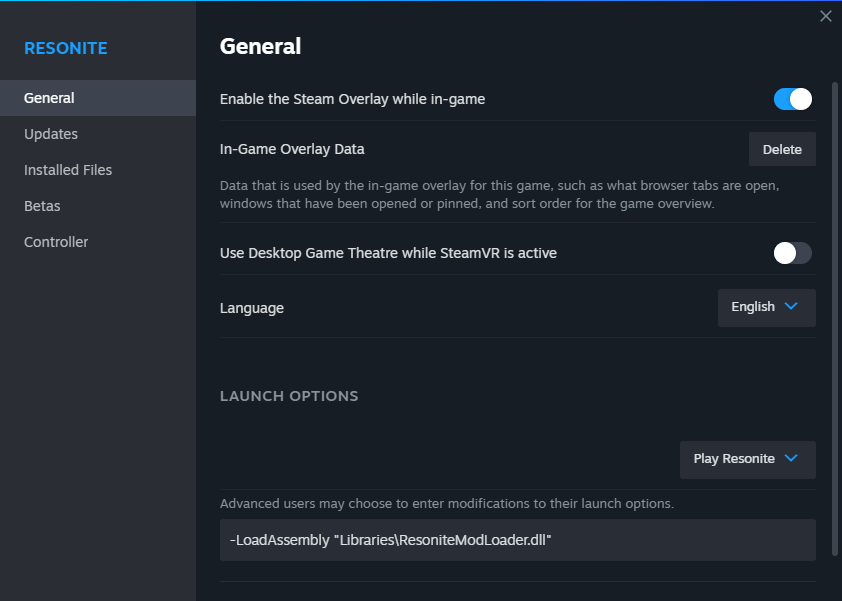 RESONITE
General
Updates
Installed Files
Betas
Controller
General
Enable the Steam Overlay while in-game
In-Game Overlay Data
Delete
Data that is used by the in-game overlay for this game, such as what browser tabs are open,
windows that have been opened or pinned, and sort order for the game overview.
Use Desktop Game Theatre while SteamVR is active
Language
English
LAUNCH OPTIONS
Play Resonite
Advanced users may choose to enter modifications to their launch options.
-LoadAssembly "Libraries\ResoniteModLoader.dll"